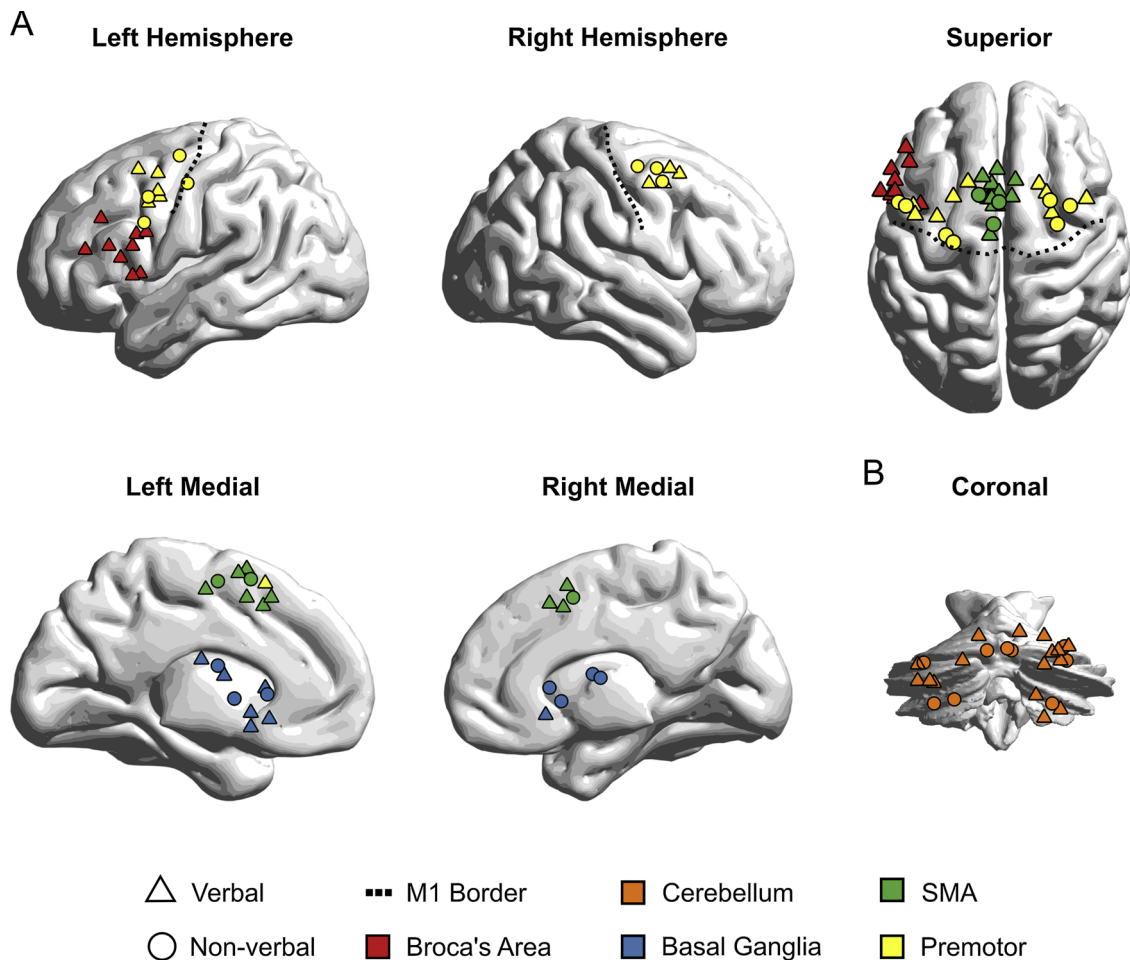 A
Left Hemisphere
Right Hemisphere
Superior
Left Medial
Right Medial
B
Coronal
Verbal
M1 Border
Cerebellum
SMA
Non-verbal
Broca's Area
Basal Ganglia
Premotor